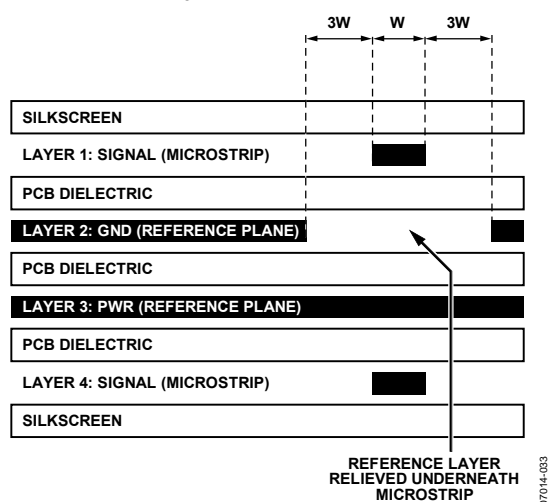 3W W 3W
SILKSCREEN
LAYER 1: SIGNAL (MICROSTRIP)
PCB DIELECTRIC
LAYER 2: GND (REFERENCE PLANE)
PCB DIELECTRIC
LAYER 3: PWR (REFERENCE PLANE)
PCB DIELECTRIC
LAYER 4: SIGNAL (MICROSTRIP)
SILKSCREEN
REFERENCE LAYER
RELIEVED UNDERNEATH
MICROSTRIP
07014-033